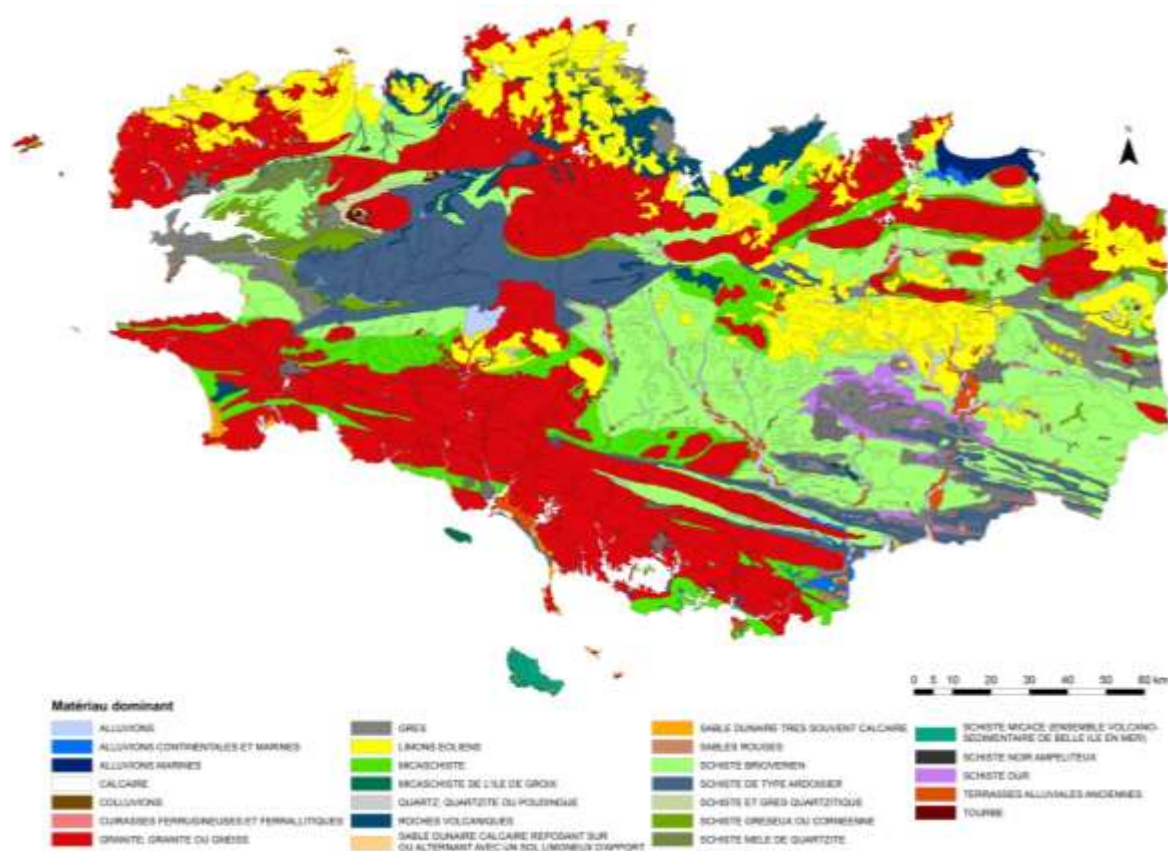 0 5 10 20 30 40 50 60 km
Matériau dominant
ALLUVIONS
ALLUVIONS CONTINENTALES ET MARINES
ALLUVIONS MARINES
CALCAIRE
COLLUVIONS
CUIRASSES FERRUGINEUSES ET FERRALLITIQUES
GRANITE; GRANITE OU GNEISS
GRES
LIMONS EOLIENS
MICASCHISTE
MICASCHISTE DE L'ILE DE GROIX
QUARTZ; QUARTZITE OU POUDINGUE
ROCHES VOLCANIQUES
SABLE DUNAIRE CALCAIRE REPOSANT SUR
OU ALTERNANT AVEC UN SOL LIMONEUX D'APPORT
SABLE DUNAIRE TRES SOUVENT CALCAIRE
SABLES ROUGES
SCHISTE BRIOVERIEN
SCHISTE DE TYPE ARDOISIER
SCHISTE ET GRES QUARTZITIQUE
SCHISTE GRESEUX OU CORNEENNE
SCHISTE MELE DE QUARTZITE
SCHISTE MICACE (ENSEMBLE VOLCANO-
SEDIMENTAIRE DE BELLE ILE EN MER)
SCHISTE NOIR AMPELITEUX
SCHISTE DUR
TERRASSES ALLUVIALES ANCIENNES
TOURBE